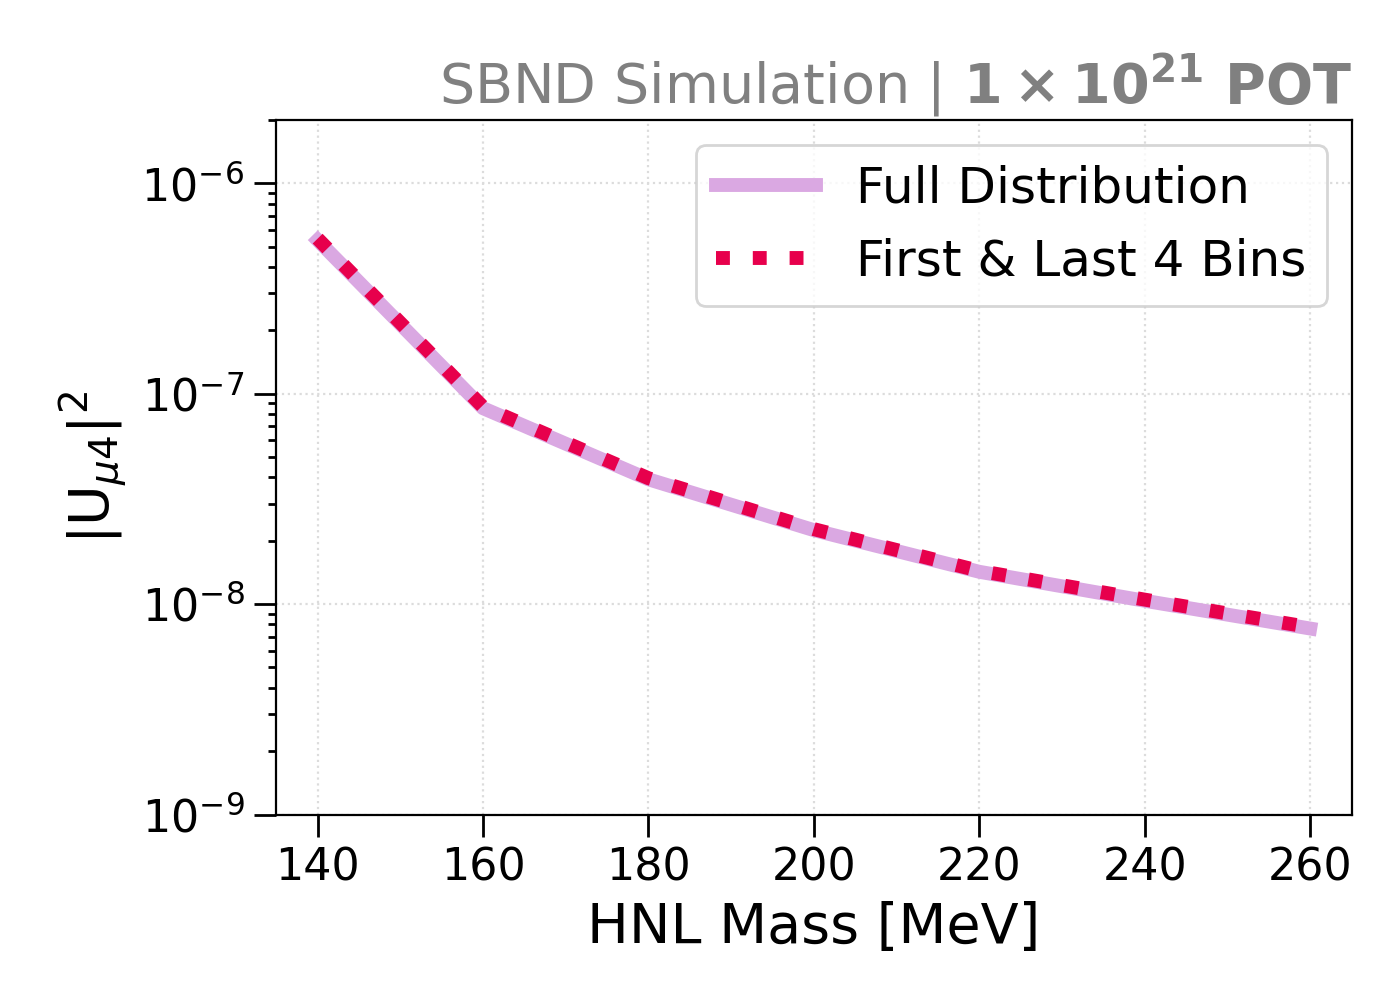 SBND Simulation | 1 × 10²¹ POT
Full Distribution
First & Last 4 Bins
|U_μ4|²
10⁻⁶
10⁻⁷
10⁻⁸
10⁻⁹
140 160 180 200 220 240 260
HNL Mass [MeV]